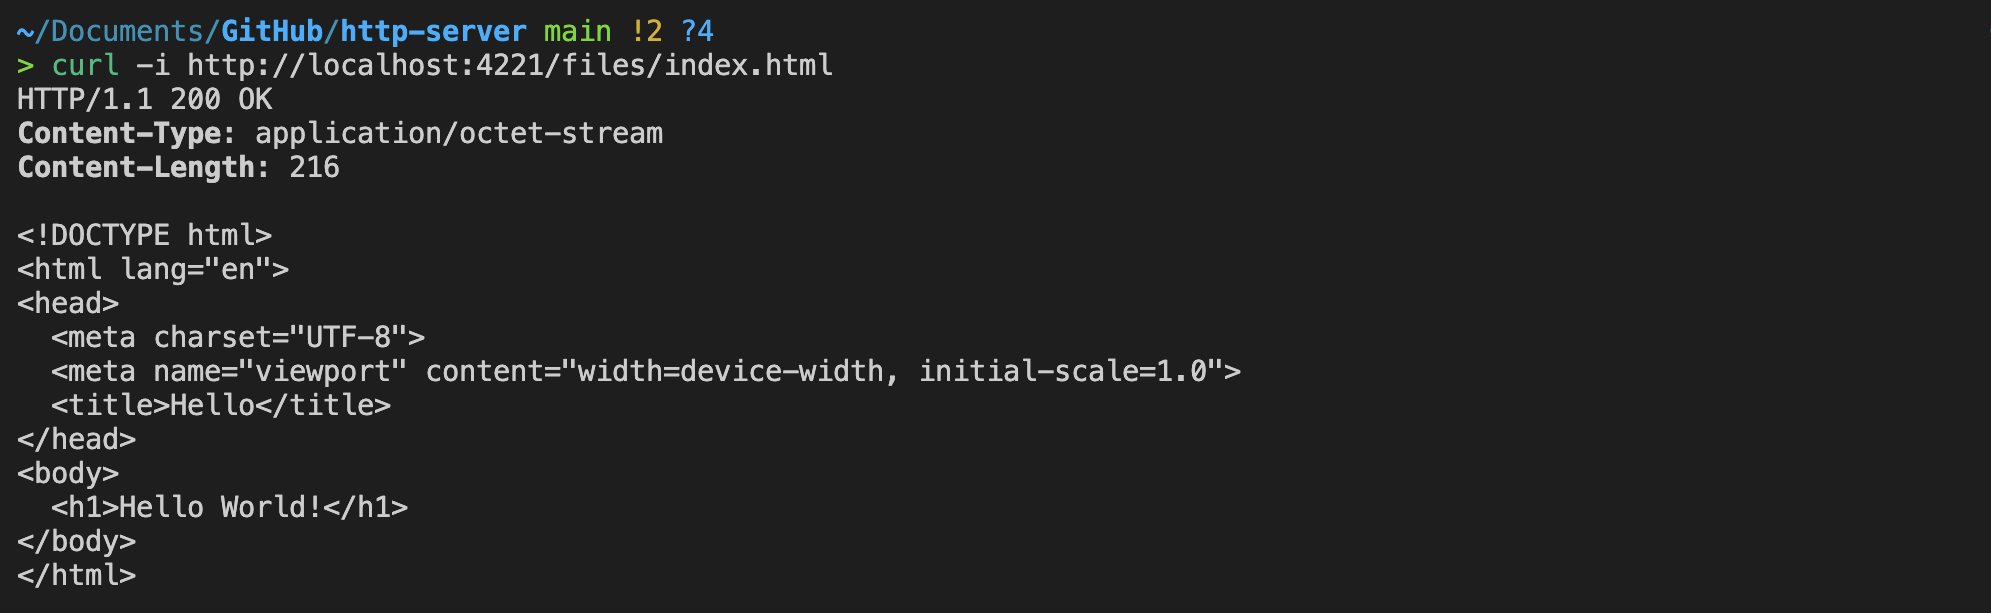 ~/Documents/GitHub/http-server main !2 ?4
> curl -i http://localhost:4221/files/index.html
HTTP/1.1 200 OK
Content-Type: application/octet-stream
Content-Length: 216

<!DOCTYPE html>
<html lang="en">
<head>
  <meta charset="UTF-8">
  <meta name="viewport" content="width=device-width, initial-scale=1.0">
  <title>Hello</title>
</head>
<body>
  <h1>Hello World!</h1>
</body>
</html>